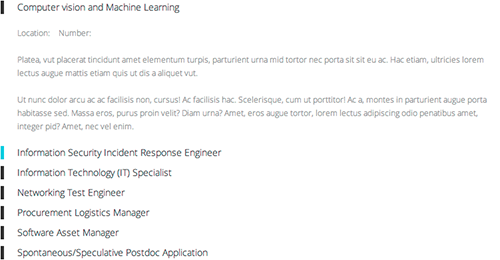 Computer vision and Machine Learning
Location: Number:
Platea, vut placerat tincidunt amet elementum turpis, parturient urna mid tortor nec porta sit sit eu ac. Hac etiam, ultricies lorem
lectus augue mattis etiam quis ut dis a aliquet vut.
Ut nunc dolor arcu ac ac facilisis non, cursus! Ac facilisis hac. Scelerisque, cum ut porttitor! Ac a, montes in parturient augue porta
habitasse sed. Massa eros, purus proin velit? Diam urna? Amet, eros augue tortor, lorem lectus adipiscing odio penatibus amet,
integer pid? Amet, nec vel enim.
Information Security Incident Response Engineer
Information Technology (IT) Specialist
Networking Test Engineer
Procurement Logistics Manager
Software Asset Manager
Spontaneous/Speculative Postdoc Application